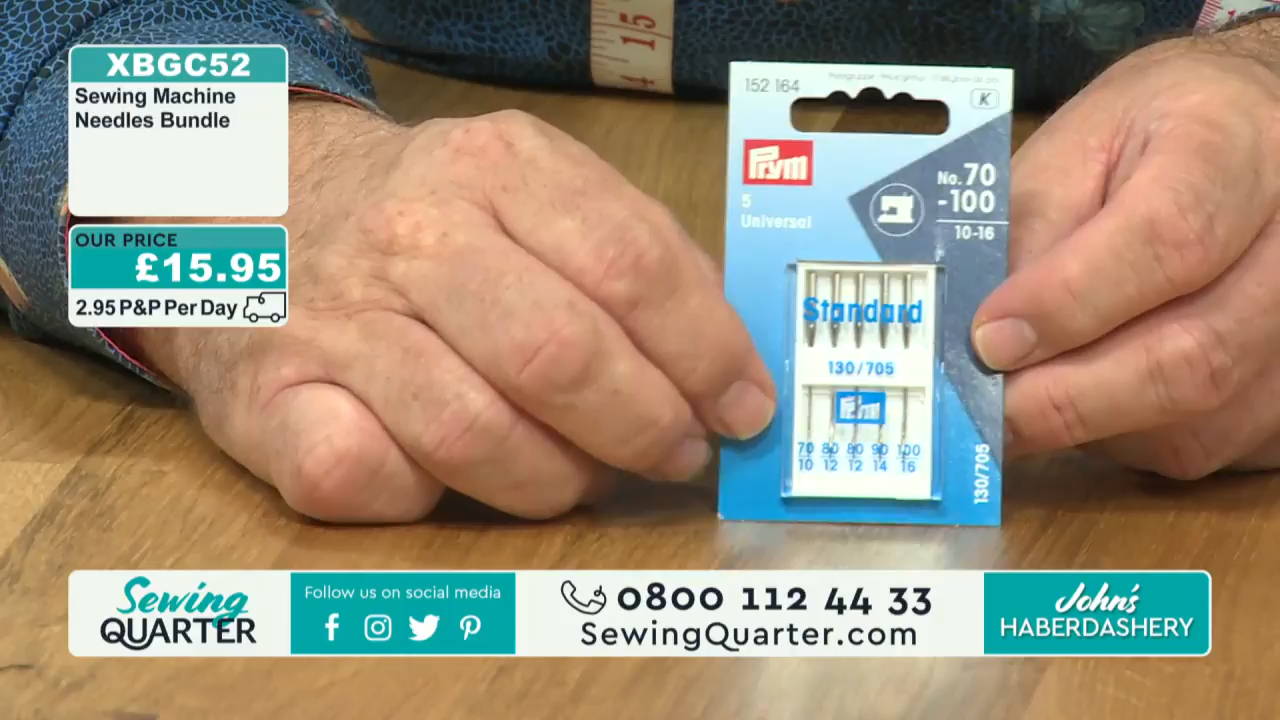 XBGC52
Sewing Machine
Needles Bundle
OUR PRICE
£15.95
2.95 P&P Per Day
15
4
152 164
K
Prym
5
Universal
No.70
-100
10-16
Standard
130/705
Prym
70 80 80 90 100
10 12 12 14 16
130/705
Sewing
QUARTER
Follow us on social media
0800 112 44 33
SewingQuarter.com
John's
HABERDASHERY